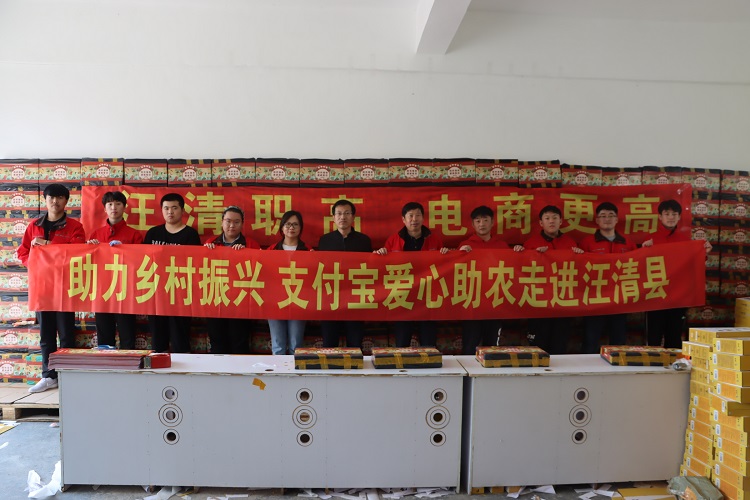 汪清职高 电商更高
助力乡村振兴 支付宝爱心助农走进汪清县